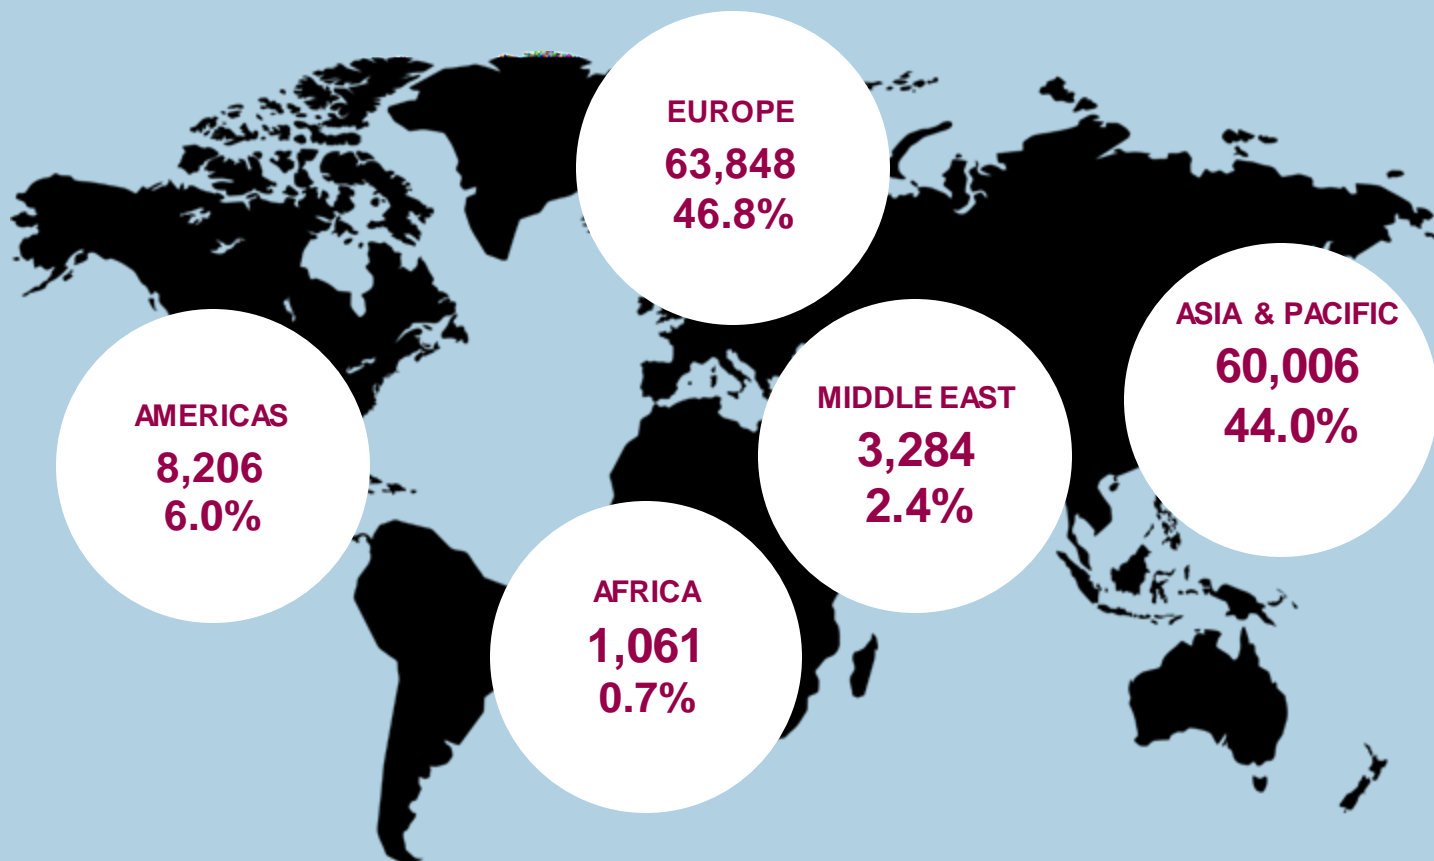 EUROPE
63,848
46.8%
ASIA & PACIFIC
60,006
44.0%
MIDDLE EAST
3,284
2.4%
AMERICAS
8,206
6.0%
AFRICA
1,061
0.7%